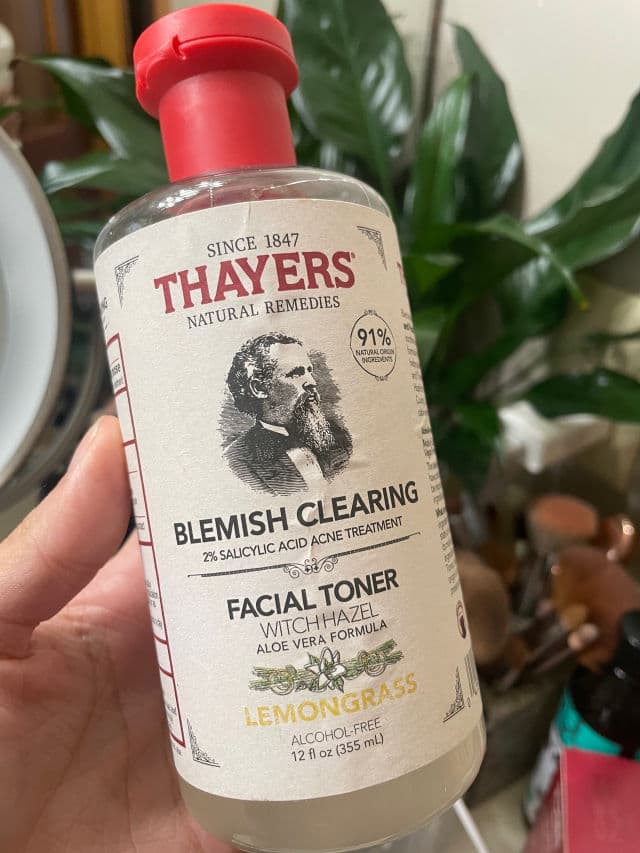 SINCE 1847
THAYERS®
NATURAL REMEDIES
91%
NATURAL ORIGIN
INGREDIENTS
BLEMISH CLEARING
2% SALICYLIC ACID ACNE TREATMENT
FACIAL TONER
WITCH HAZEL
ALOE VERA FORMULA
LEMONGRASS
ALCOHOL-FREE
12 fl oz (355 mL)